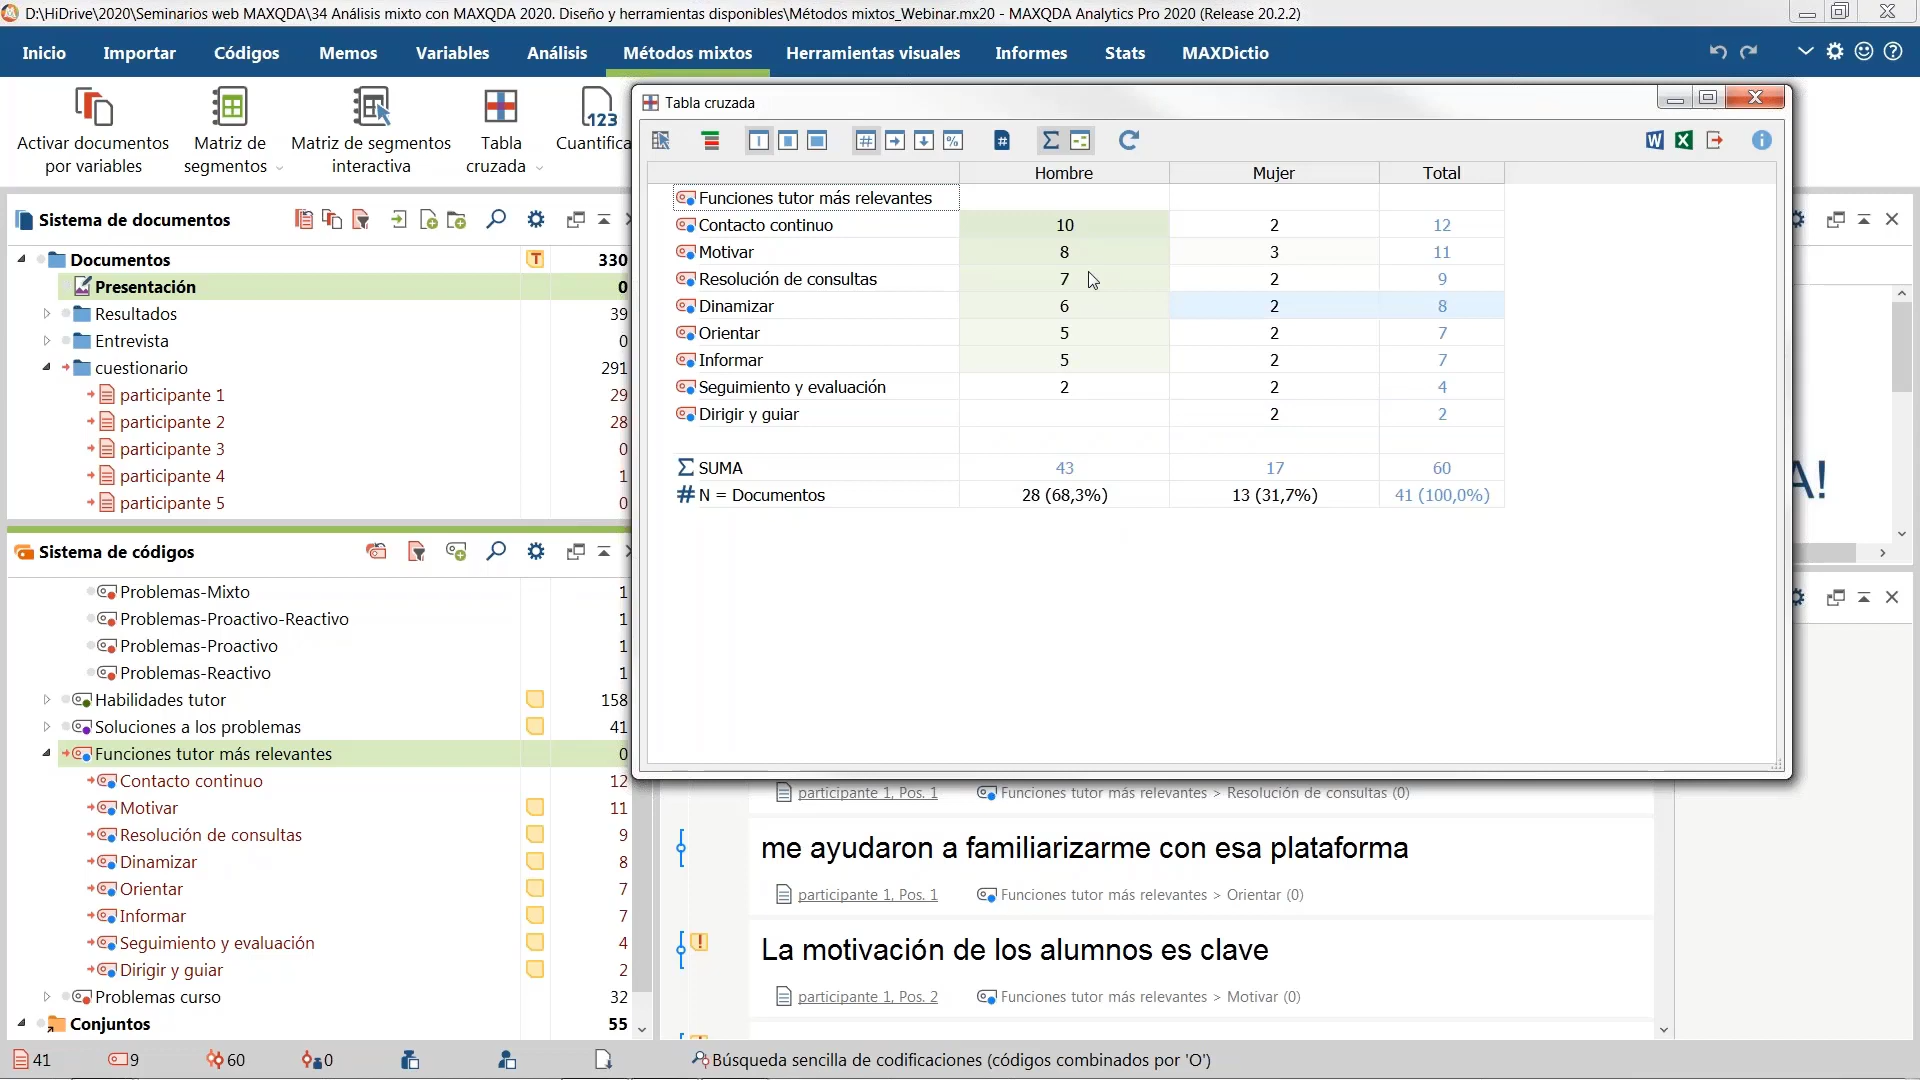 D:\HiDrive\2020\Seminarios web MAXQDA\34 Análisis mixto con MAXQDA 2020. Diseño y herramientas disponibles\Métodos mixtos_Webinar.mx20 - MAXQDA Analytics Pro 2020 (Release 20.2.2)
Inicio Importar Códigos Memos Variables Análisis Métodos mixtos Herramientas visuales Informes Stats MAXDictio
Activar documentos por variables
Matriz de segmentos
Matriz de segmentos interactiva
Tabla cruzada
123
Cuantifica
Sistema de documentos
Documentos T 330
Presentación 0
Resultados 39
Entrevista 0
cuestionario 291
participante 1 29
participante 2 28
participante 3 0
participante 4 1
participante 5 0
Sistema de códigos
Problemas-Mixto 1
Problemas-Proactivo-Reactivo 1
Problemas-Proactivo 1
Problemas-Reactivo 1
Habilidades tutor 158
Soluciones a los problemas 41
Funciones tutor más relevantes 0
Contacto continuo 12
Motivar 11
Resolución de consultas 9
Dinamizar 8
Orientar 7
Informar 7
Seguimiento y evaluación 4
Dirigir y guiar 2
Problemas curso 32
Conjuntos 55
Tabla cruzada
Hombre Mujer Total
Funciones tutor más relevantes
Contacto continuo 10 2 12
Motivar 8 3 11
Resolución de consultas 7 2 9
Dinamizar 6 2 8
Orientar 5 2 7
Informar 5 2 7
Seguimiento y evaluación 2 2 4
Dirigir y guiar 2 2
Σ SUMA 43 17 60
# N = Documentos 28 (68,3%) 13 (31,7%) 41 (100,0%)
A!
participante 1, Pos. 1 Funciones tutor más relevantes > Resolución de consultas (0)
me ayudaron a familiarizarme con esa plataforma
participante 1, Pos. 1 Funciones tutor más relevantes > Orientar (0)
La motivación de los alumnos es clave
participante 1, Pos. 2 Funciones tutor más relevantes > Motivar (0)
41 9 60 0 Búsqueda sencilla de codificaciones (códigos combinados por 'O')